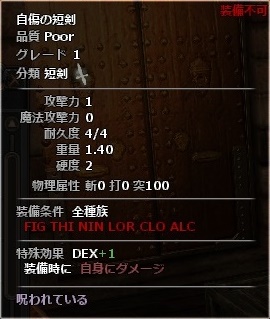 装備不可
自傷の短剣
品質 Poor
グレード 1
分類 短剣
攻撃力 1
魔法攻撃力 0
耐久度 4/4
重量 1.40
硬度 2
物理属性 斬0 打0 突100
装備条件 全種族
FIG THI NIN LOR CLO ALC
特殊効果 DEX+1
装備時に 自身にダメージ
呪われている